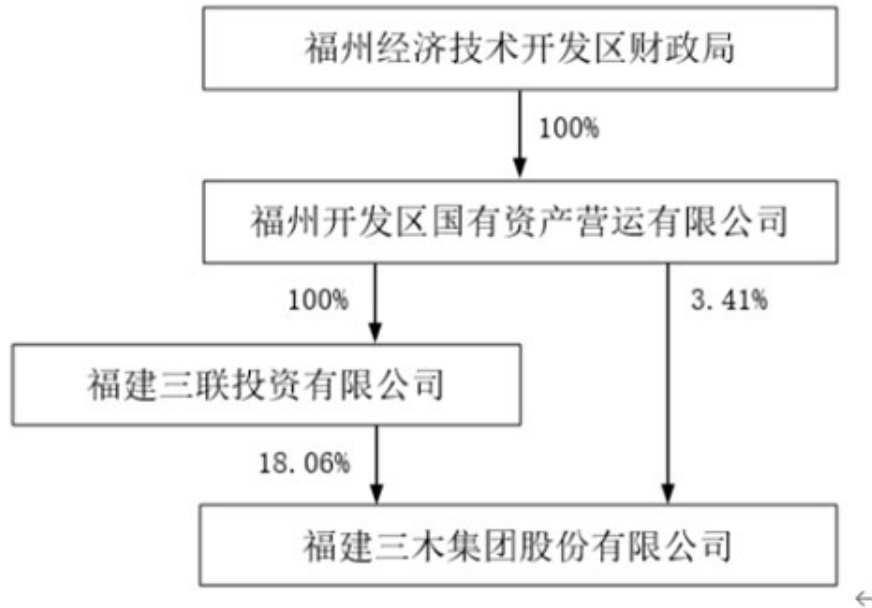 福州经济技术开发区财政局
100%
福州开发区国有资产营运有限公司
100%
3.41%
福建三联投资有限公司
18.06%
福建三木集团股份有限公司